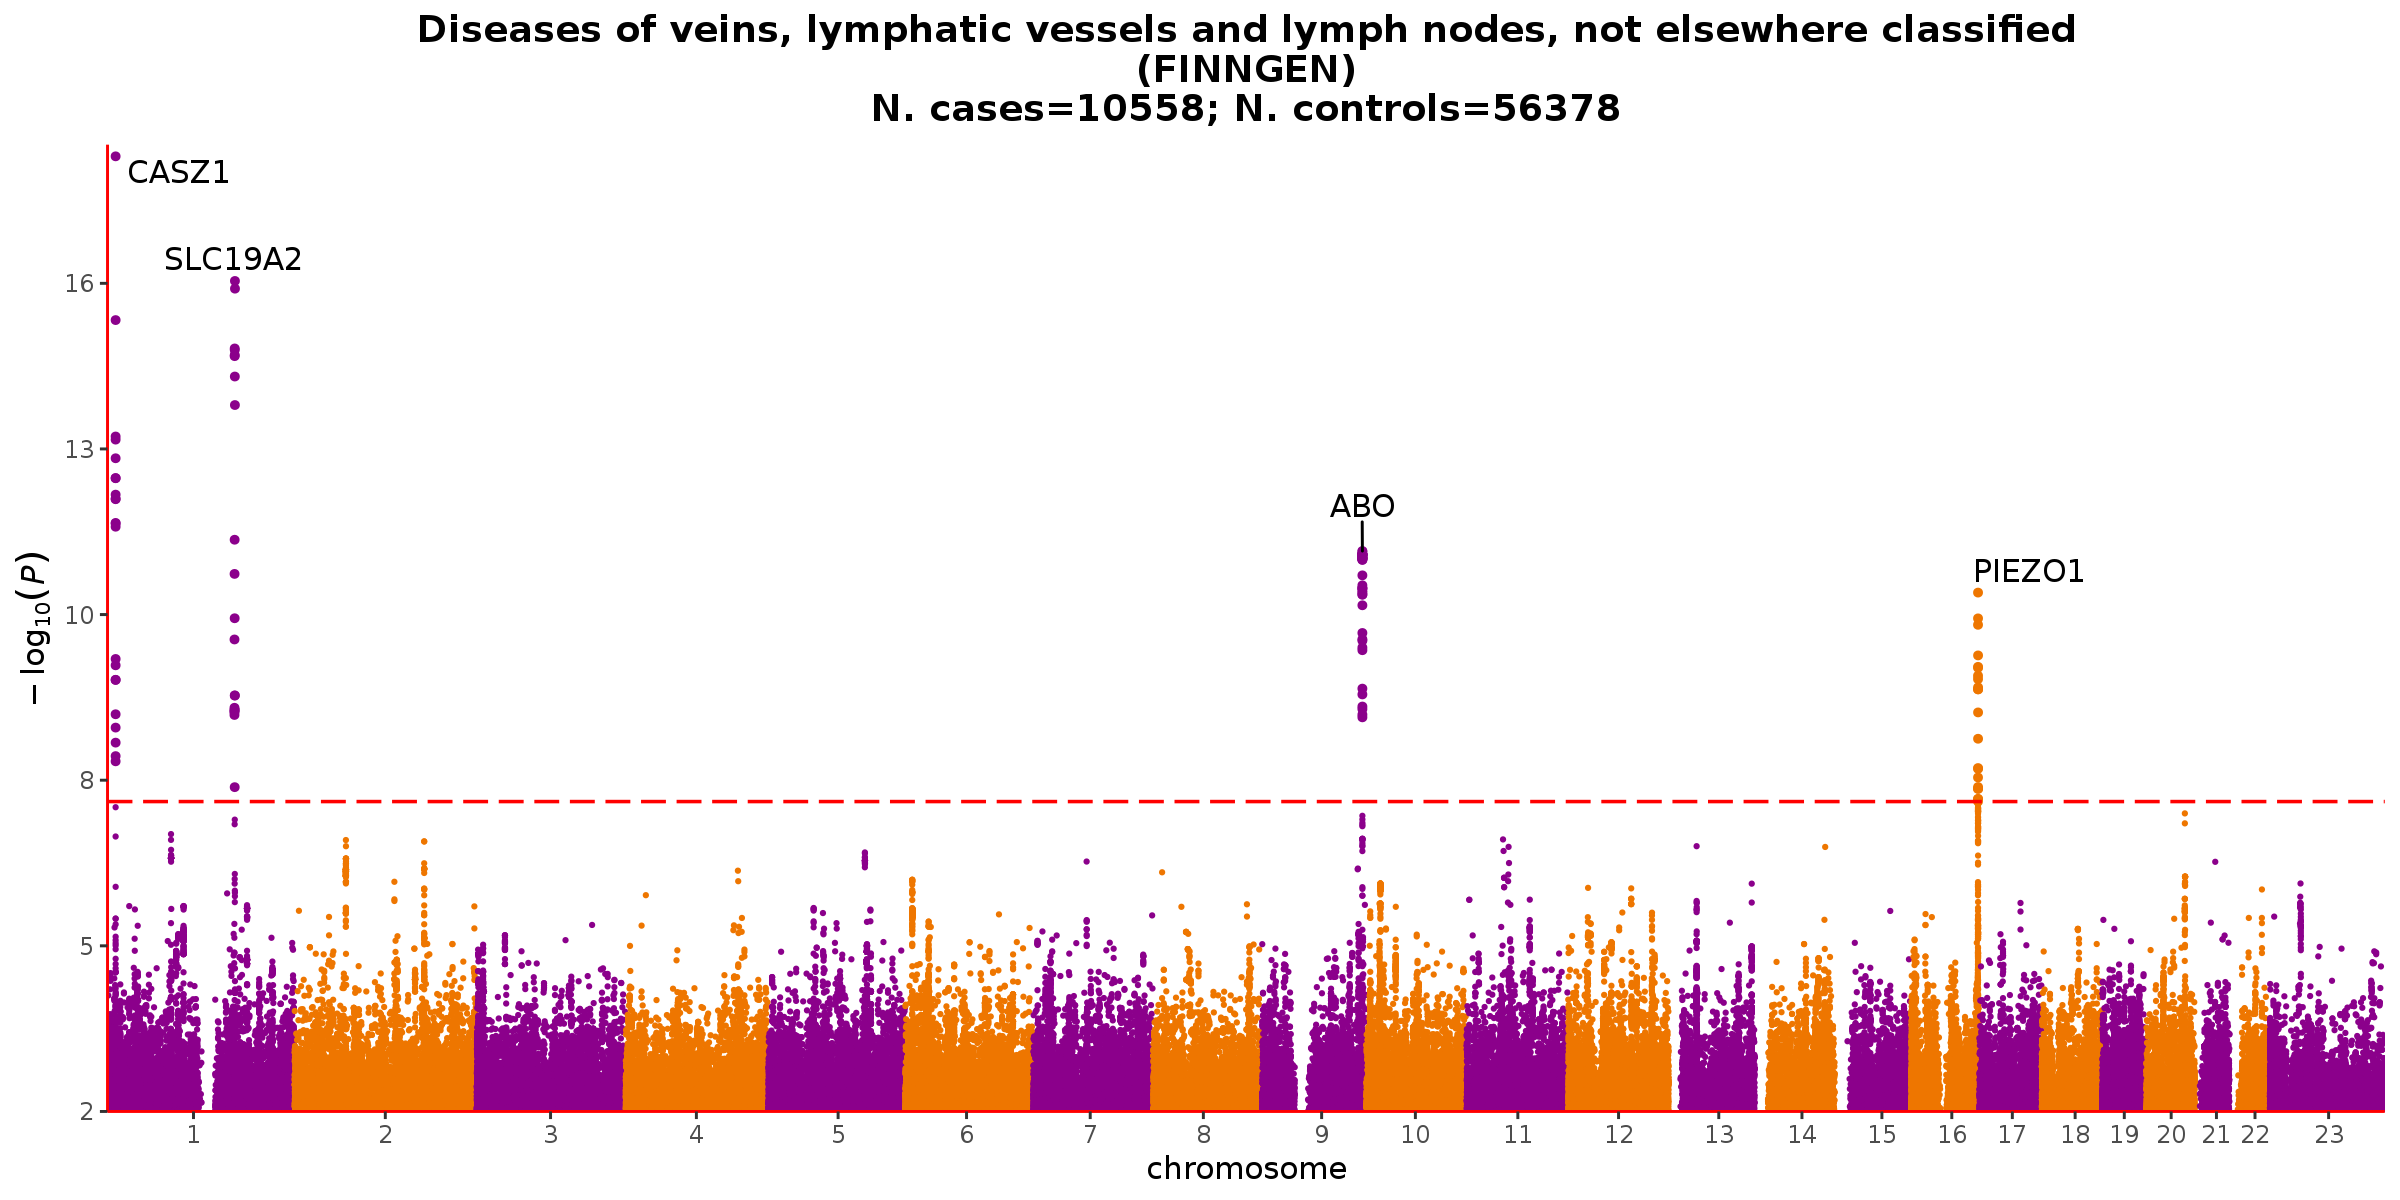 Diseases of veins, lymphatic vessels and lymph nodes, not elsewhere classified
(FINNGEN)
N. cases=10558; N. controls=56378
CASZ1
SLC19A2
ABO
PIEZO1
16
13
10
8
5
2
− log10(P)
1 2 3 4 5 6 7 8 9 10 11 12 13 14 15 16 17 18 19 20 21 22 23
chromosome